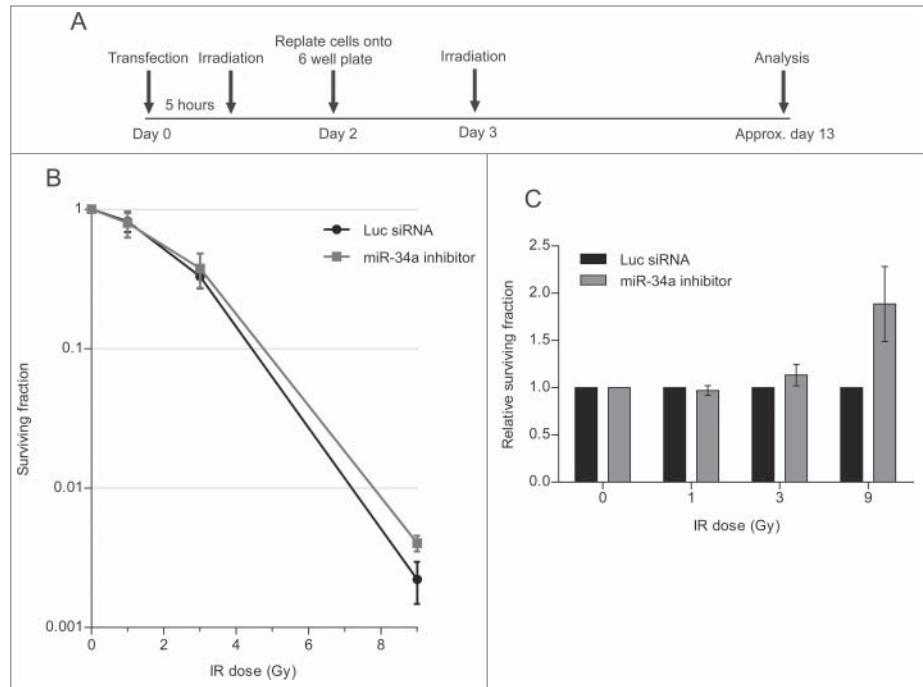 A
Transfection
Irradiation
Replate cells onto
6 well plate
Irradiation
Analysis
5 hours
Day 0
Day 2
Day 3
Approx. day 13
B
1
0.1
0.01
0.001
Surviving fraction
0 2 4 6 8
IR dose (Gy)
Luc siRNA
miR-34a inhibitor
C
2.5
2.0
1.5
1.0
0.5
0.0
Relative surviving fraction
Luc siRNA
miR-34a inhibitor
0 1 3 9
IR dose (Gy)